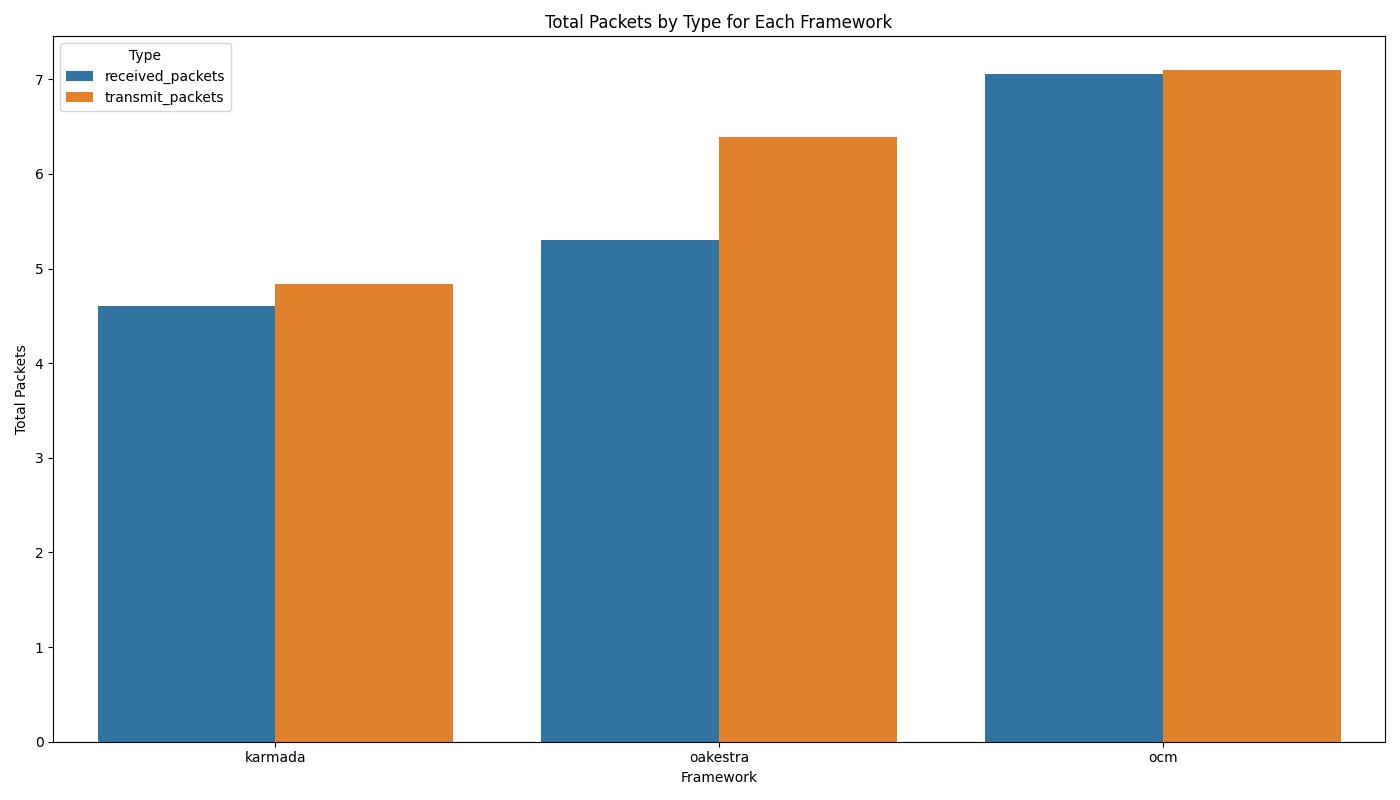 Total Packets by Type for Each Framework
Type
received_packets
transmit_packets
Total Packets
7
6
5
4
3
2
1
0
karmada
oakestra
ocm
Framework